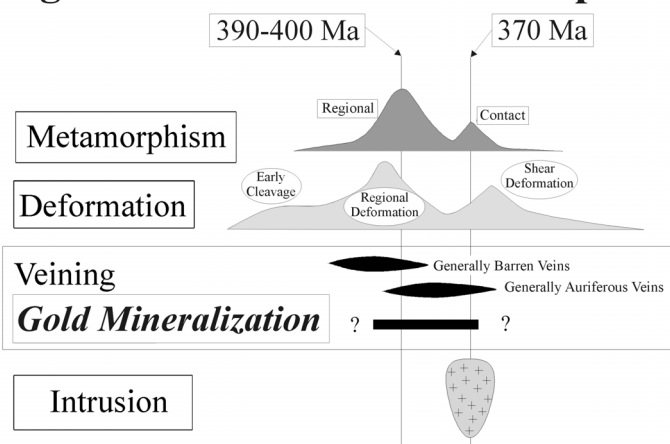 390-400 Ma
370 Ma
Regional
Contact
Metamorphism
Early
Cleavage
Shear
Deformation
Regional
Deformation
Deformation
Veining
Generally Barren Veins
Generally Auriferous Veins
Gold Mineralization
?
?
Intrusion